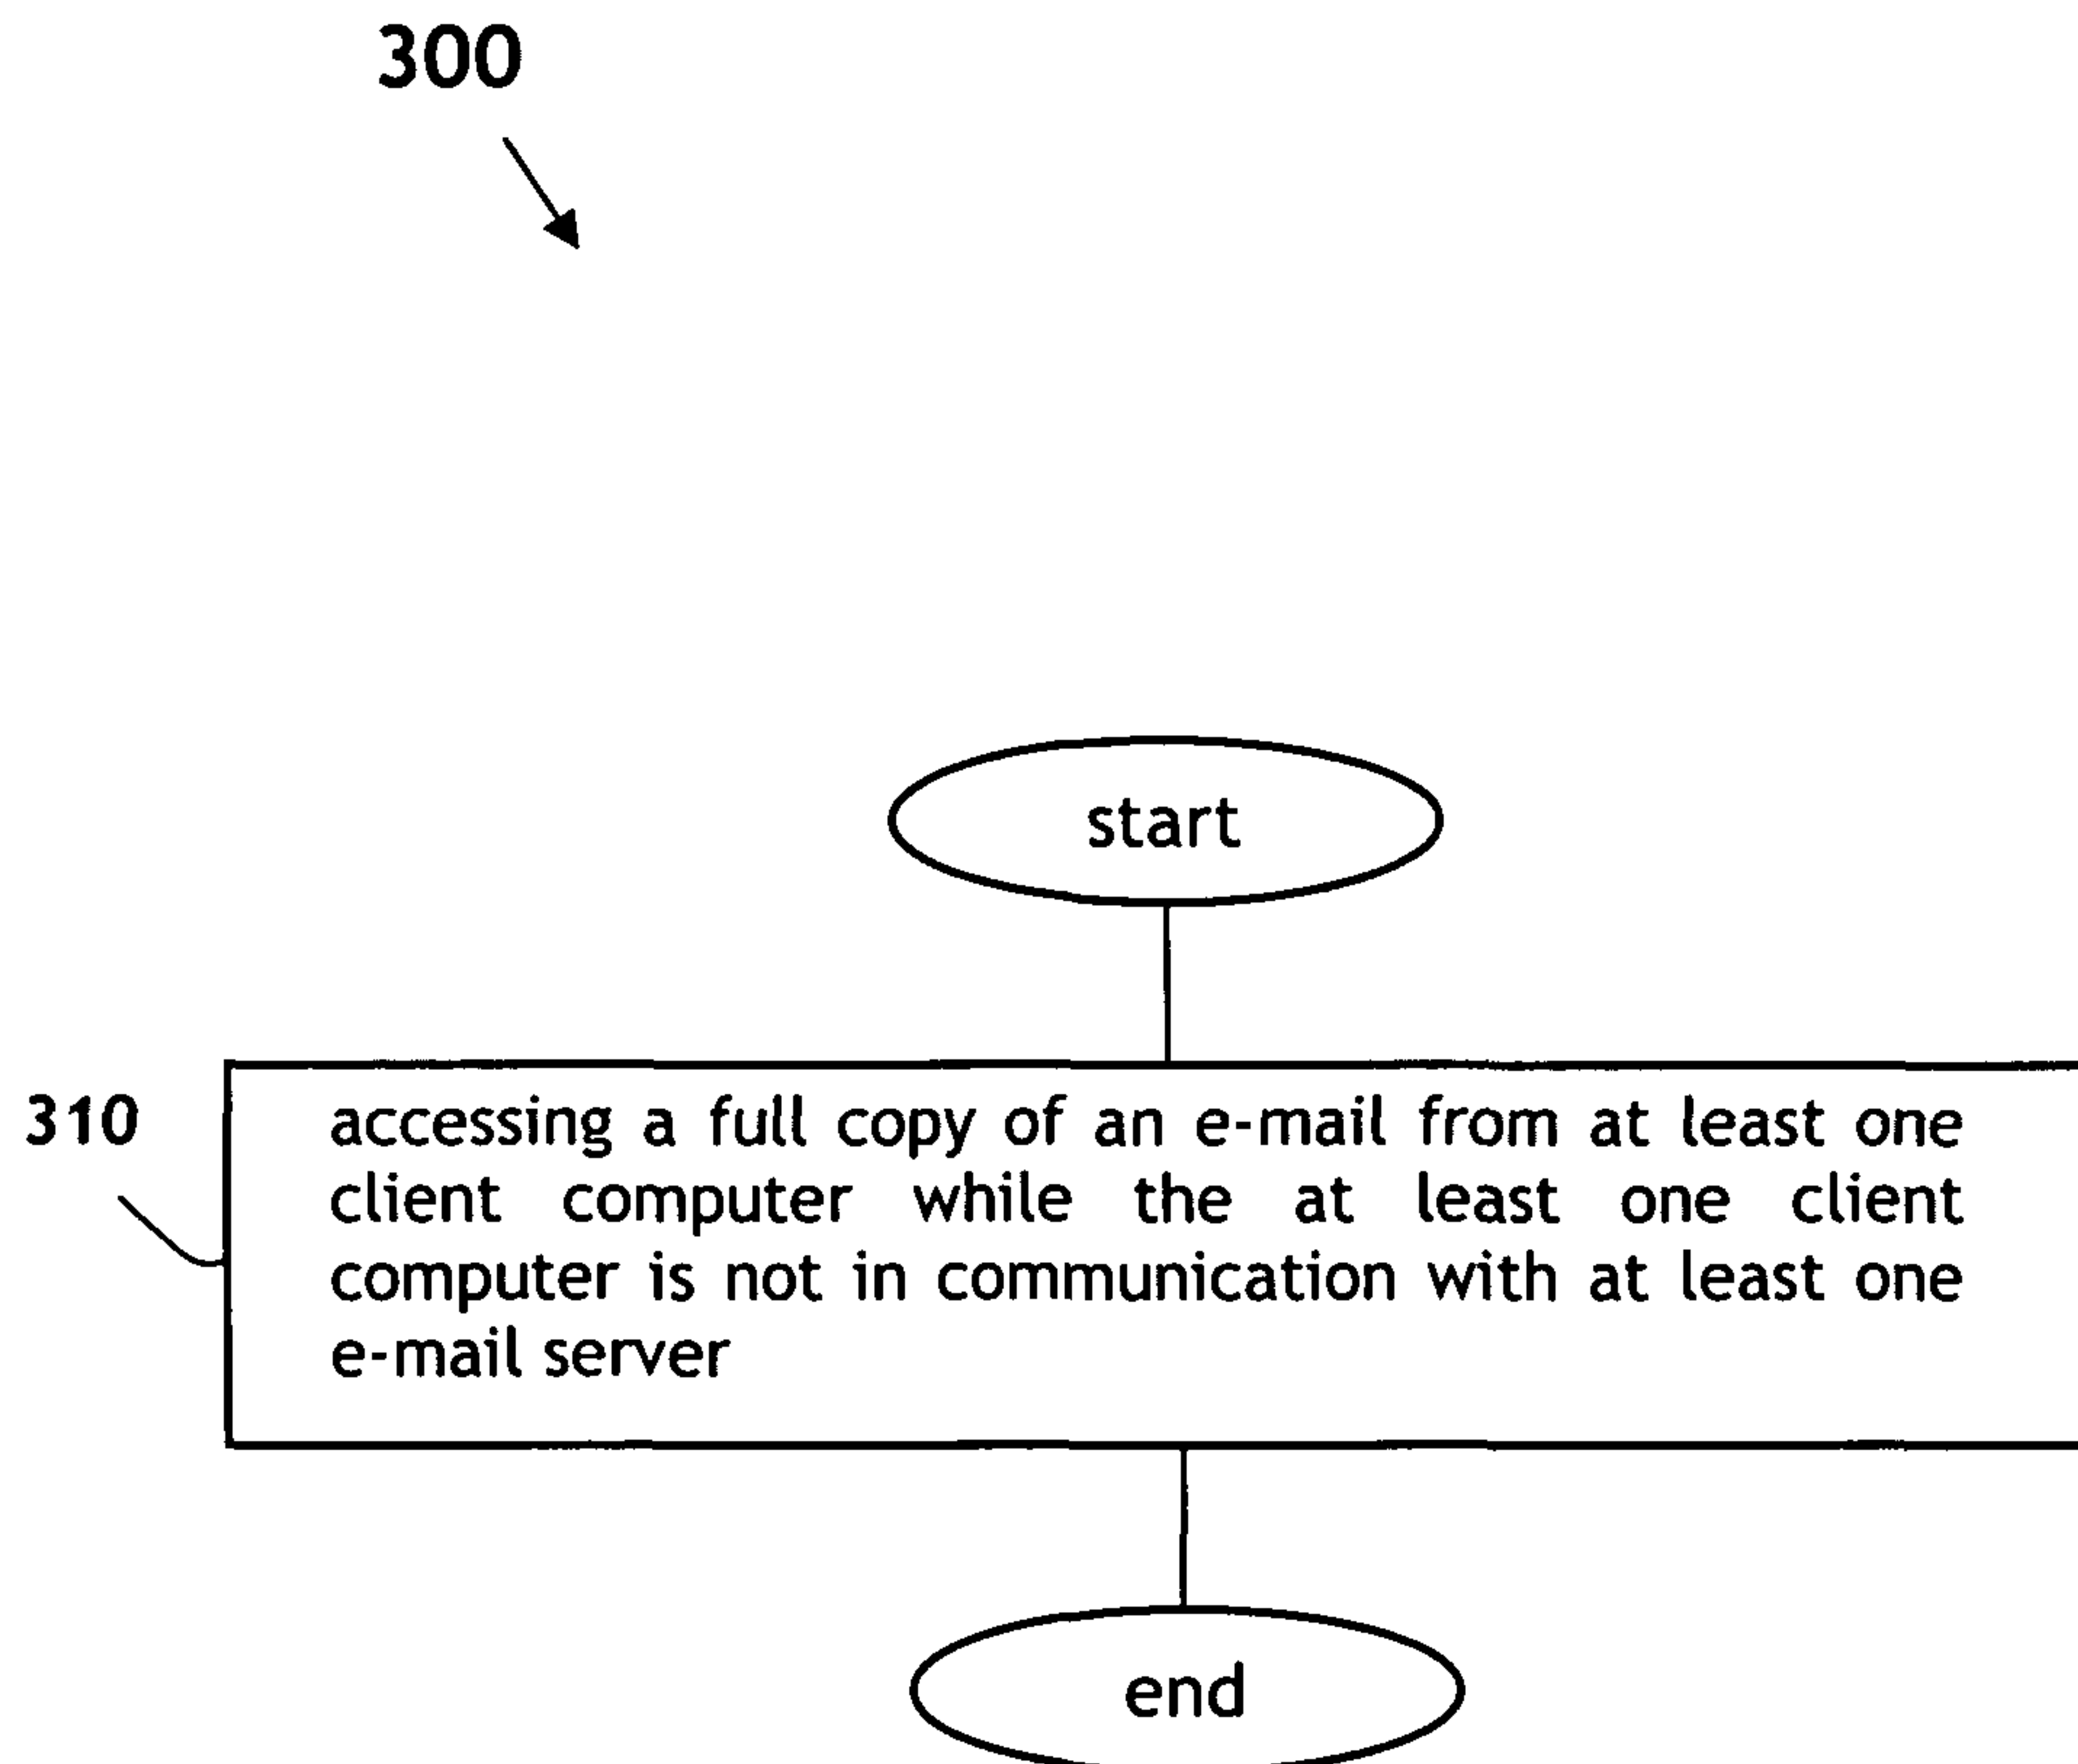 300
start
310
accessing a full copy of an e-mail from at least one
client computer while the at least one client
computer is not in communication with at least one
e-mail server
end